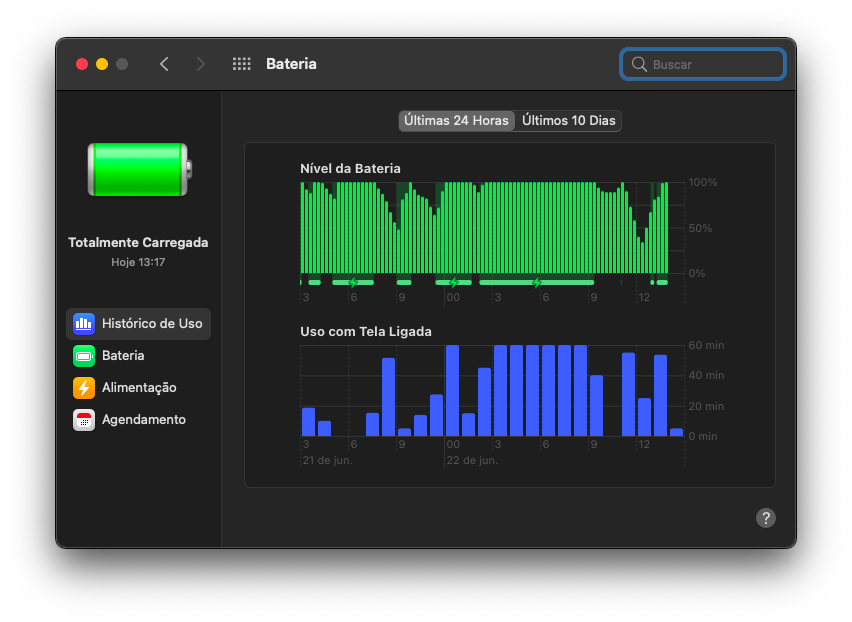 Bateria
Buscar
Últimas 24 Horas
Últimos 10 Dias
Totalmente Carregada
Hoje 13:17
Histórico de Uso
Bateria
Alimentação
Agendamento
Nível da Bateria
100%
50%
0%
3 6 9 00 3 6 9 12
Uso com Tela Ligada
60 min
40 min
20 min
0 min
3 6 9 00 3 6 9 12
21 de jun. 22 de jun.
?